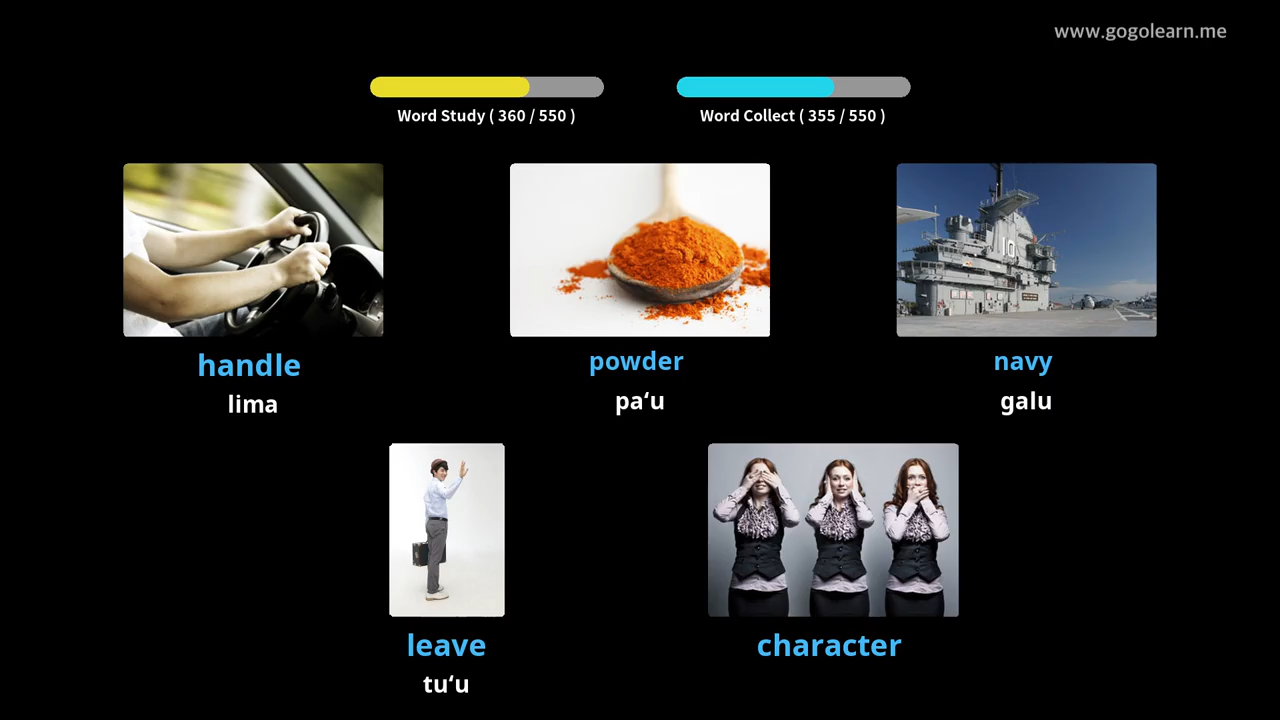 www.gogolearn.me
Word Study ( 360 / 550 )
Word Collect ( 355 / 550 )
handle
lima
powder
paʻu
navy
galu
leave
tuʻu
character
10